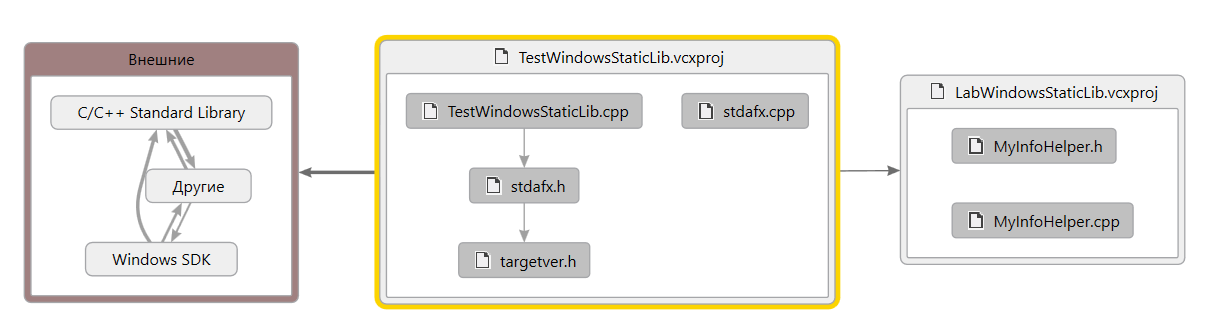 Внешние
C/C++ Standard Library
Другие
Windows SDK
TestWindowsStaticLib.vcxproj
TestWindowsStaticLib.cpp
stdafx.cpp
stdafx.h
targetver.h
LabWindowsStaticLib.vcxproj
MyInfoHelper.h
MyInfoHelper.cpp